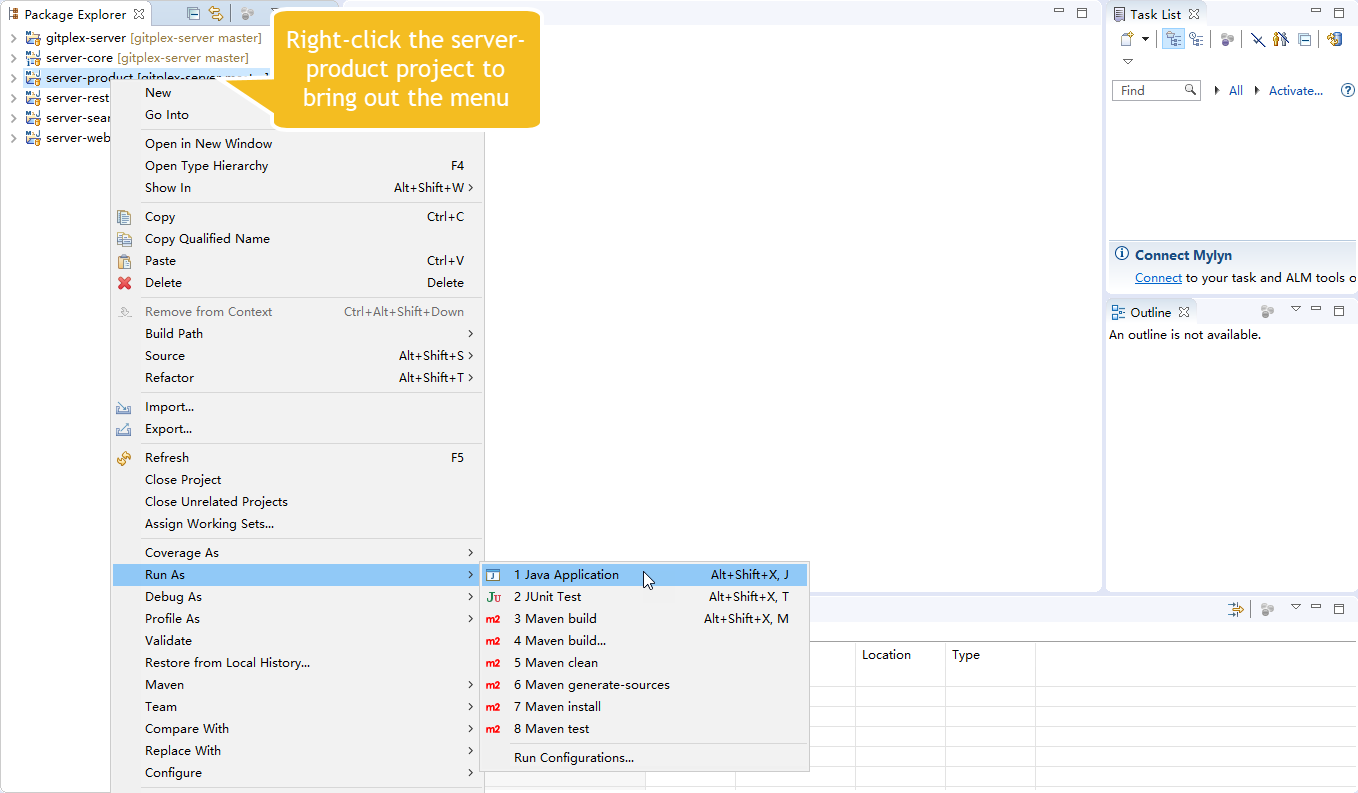 Package Explorer
gitplex-server [gitplex-server master]
server-core [gitplex-server master]
server-product [gitplex-server master]
server-rest
server-sear
server-web
Right-click the server-
product project to
bring out the menu
New
Go Into
Open in New Window
Open Type Hierarchy F4
Show In Alt+Shift+W >
Copy Ctrl+C
Copy Qualified Name
Paste Ctrl+V
Delete Delete
Remove from Context Ctrl+Alt+Shift+Down
Build Path >
Source Alt+Shift+S >
Refactor Alt+Shift+T >
Import...
Export...
Refresh F5
Close Project
Close Unrelated Projects
Assign Working Sets...
Coverage As >
Run As >
Debug As >
Profile As >
Validate
Restore from Local History...
Maven >
Team >
Compare With >
Replace With >
Configure >
J 1 Java Application Alt+Shift+X, J
Ju 2 JUnit Test Alt+Shift+X, T
m2 3 Maven build Alt+Shift+X, M
m2 4 Maven build...
m2 5 Maven clean
m2 6 Maven generate-sources
m2 7 Maven install
m2 8 Maven test
Run Configurations...
Task List
Find All Activate... ?
Connect Mylyn
Connect to your task and ALM tools o
Outline
An outline is not available.
Location Type